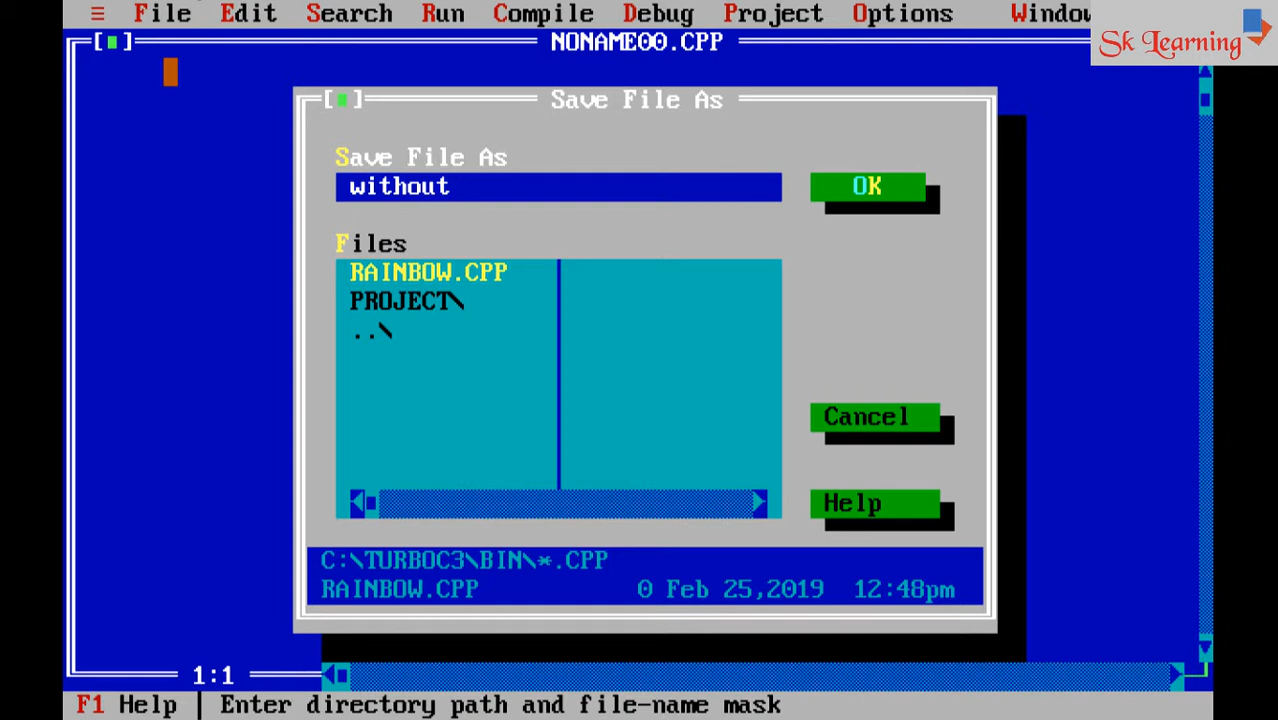 ≡ File Edit Search Run Compile Debug Project Options Window
Sk Learning
[■] NONAME00.CPP
[■] Save File As
Save File As
without
OK
Files
RAINBOW.CPP
PROJECT\
..\
Cancel
Help
C:\TURBOC3\BIN\*.CPP
RAINBOW.CPP 0 Feb 25,2019 12:48pm
1:1
F1 Help | Enter directory path and file-name mask